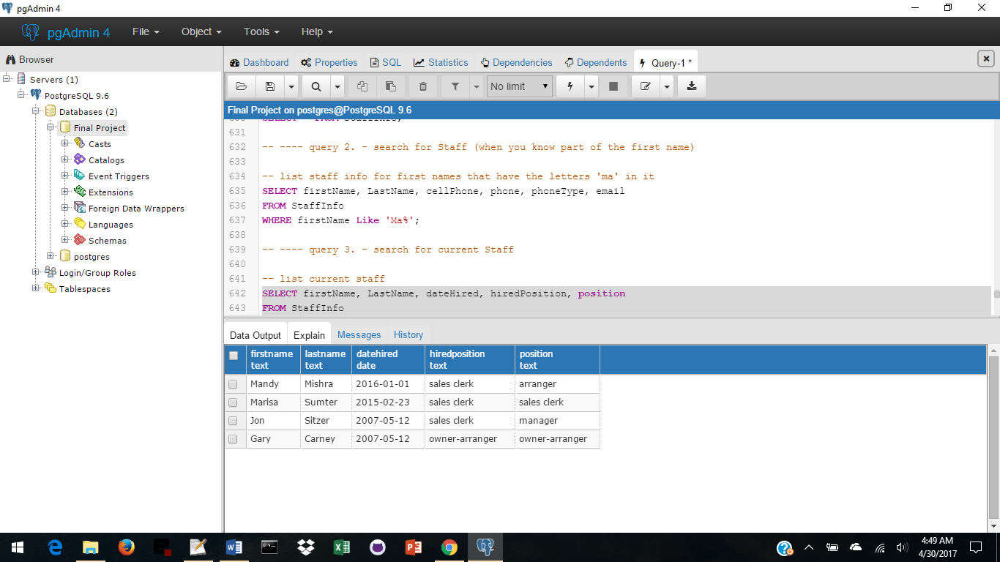 pgAdmin 4
pgAdmin 4 File Object Tools Help
Browser
Servers (1)
PostgreSQL 9.6
Databases (2)
Final Project
Casts
Catalogs
Event Triggers
Extensions
Foreign Data Wrappers
Languages
Schemas
postgres
Login/Group Roles
Tablespaces
Dashboard Properties SQL Statistics Dependencies Dependents Query-1 *
No limit
Final Project on postgres@PostgreSQL 9.6
631
632 -- ---- query 2. - search for Staff (when you know part of the first name)
633
634 -- list staff info for first names that have the letters 'ma' in it
635 SELECT firstName, LastName, cellPhone, phone, phoneType, email
636 FROM StaffInfo
637 WHERE firstName Like 'Ma%';
638
639 -- ---- query 3. - search for current Staff
640
641 -- list current staff
642 SELECT firstName, LastName, dateHired, hiredPosition, position
643 FROM StaffInfo
Data Output Explain Messages History
firstname lastname datehired hiredposition position
text text date text text
Mandy Mishra 2016-01-01 sales clerk arranger
Marisa Sumter 2015-02-23 sales clerk sales clerk
Jon Sitzer 2007-05-12 sales clerk manager
Gary Carney 2007-05-12 owner-arranger owner-arranger
4:49 AM
4/30/2017